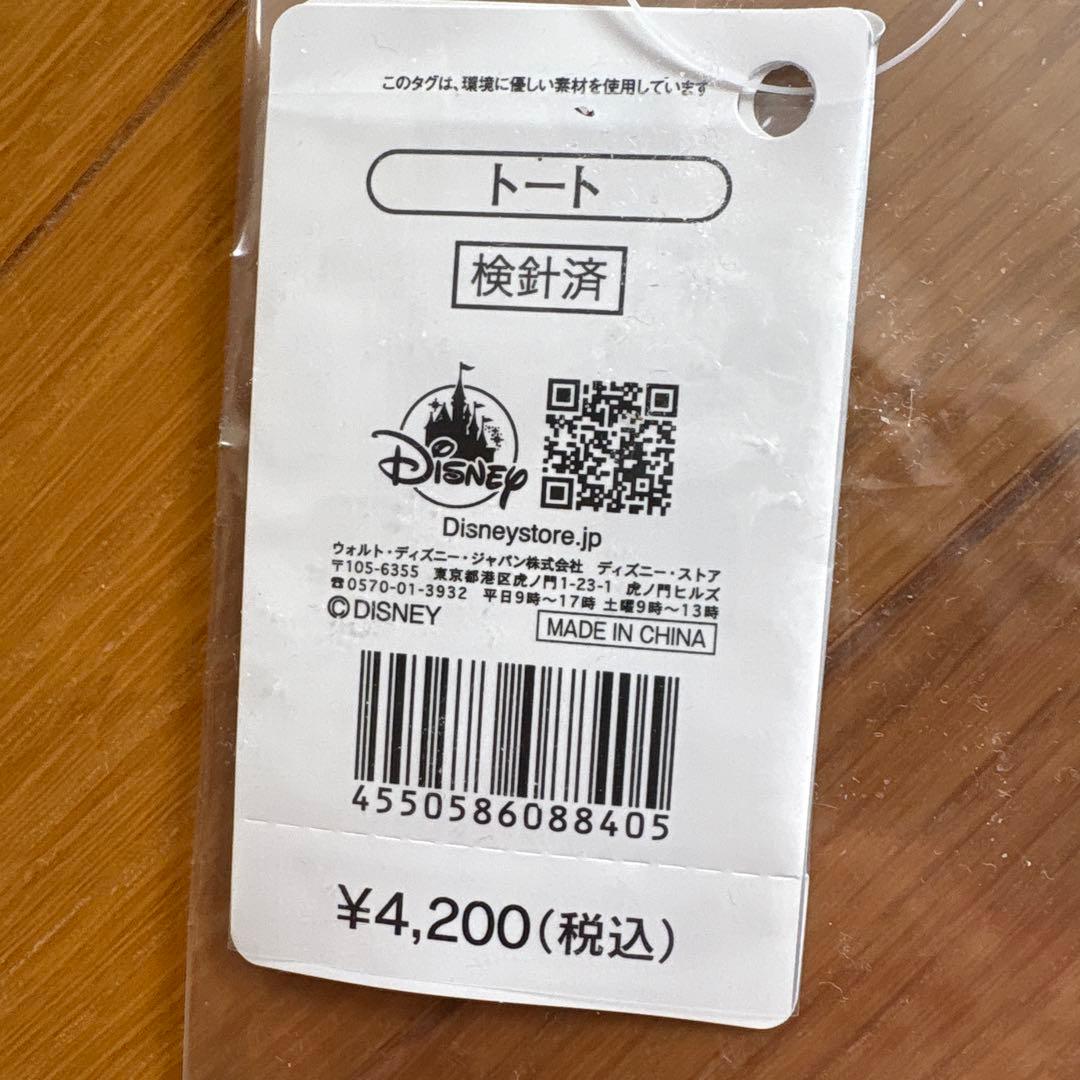 このタグは、環境に優しい素材を使用しています
トート
検針済
Disney
Disneystore.jp
ウォルト・ディズニー・ジャパン株式会社 ディズニー・ストア
〒105-6355 東京都港区虎ノ門1-23-1 虎ノ門ヒルズ
☎0570-01-3932 平日9時〜17時 土曜9時〜13時
©DISNEY
MADE IN CHINA
4550586088405
¥4,200(税込)